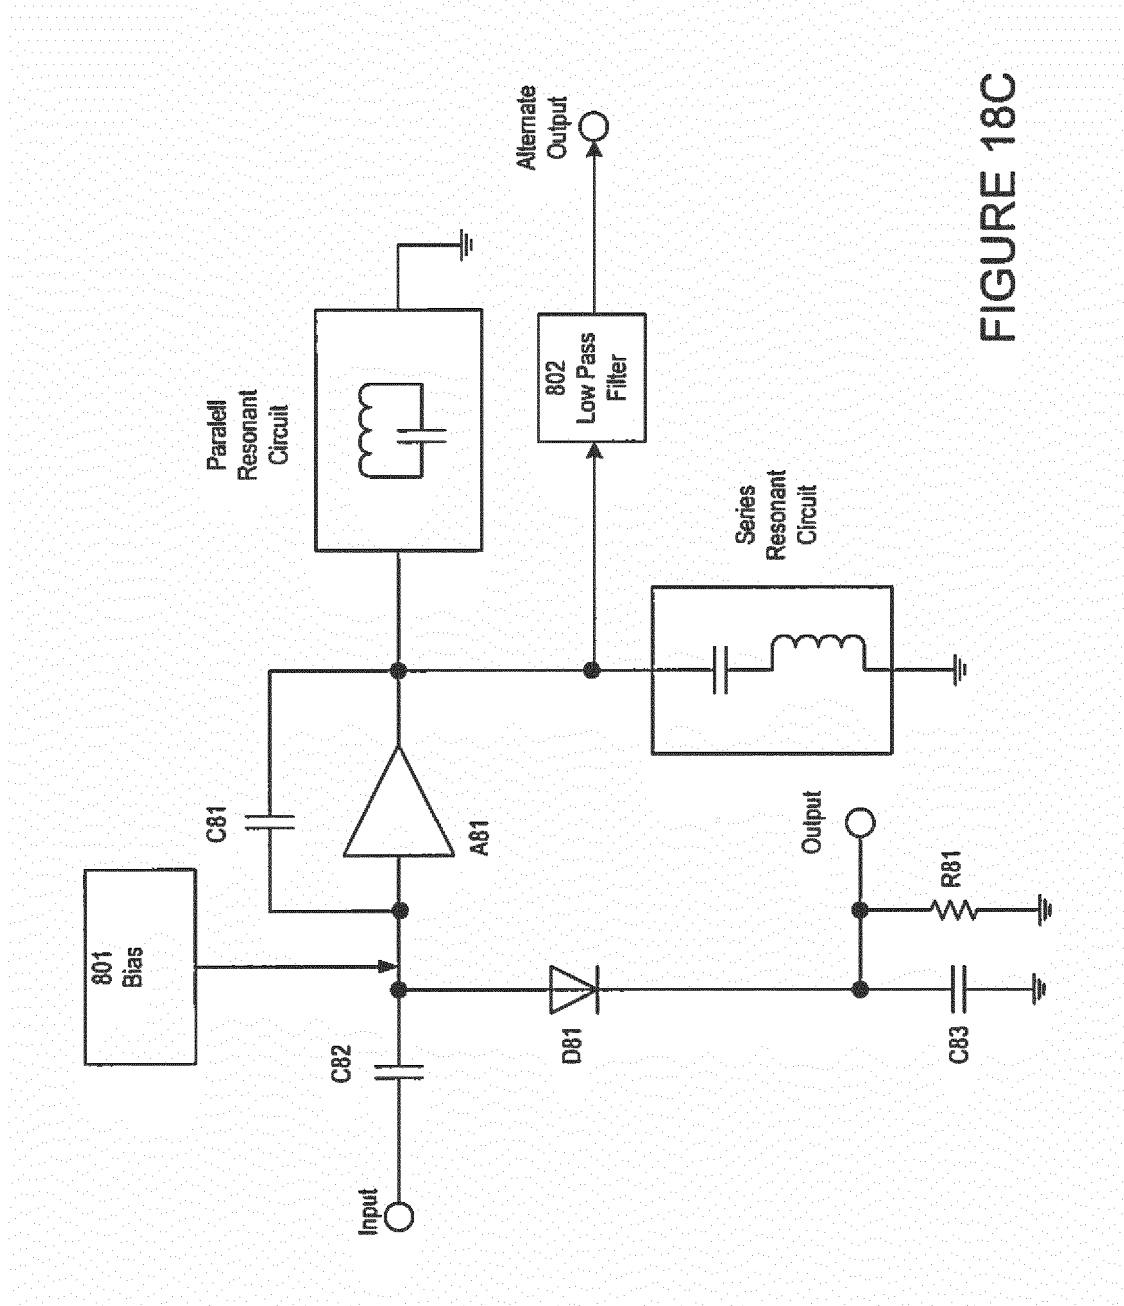 801
Bias
C81
Paralell
Resonant
Circuit
Input
C82
A81
802
Low Pass
Filter
Alternate
Output
D81
Series
Resonant
Circuit
Output
R81
C83
FIGURE 18C